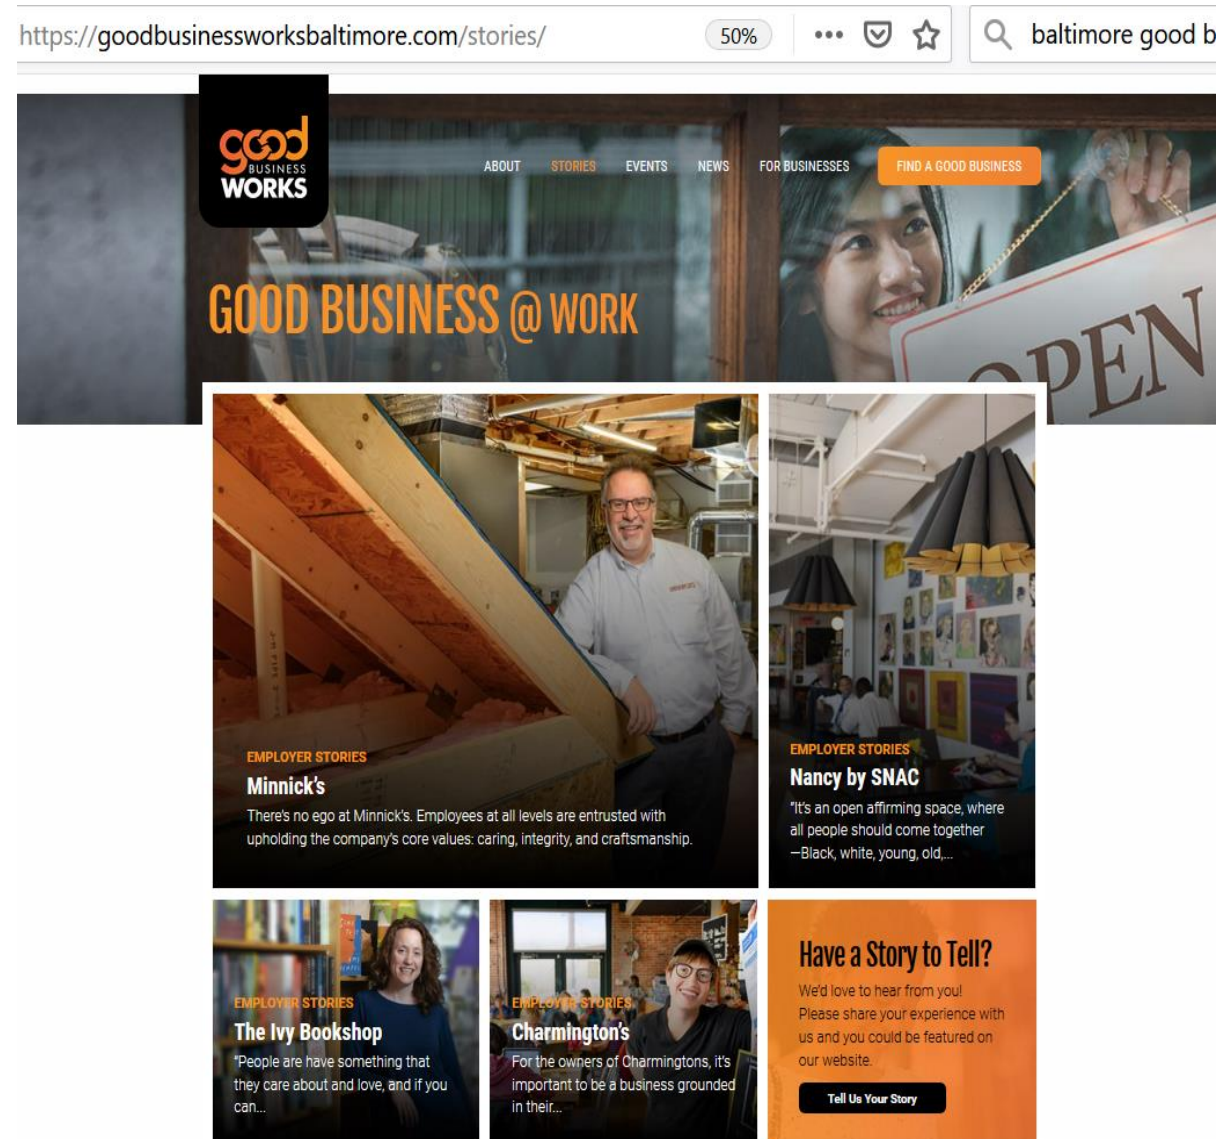 https://goodbusinessworksbaltimore.com/stories/
50%
baltimore good b
good
BUSINESS
WORKS
ABOUT
STORIES
EVENTS
NEWS
FOR BUSINESSES
FIND A GOOD BUSINESS
OPEN
GOOD BUSINESS @ WORK
EMPLOYER STORIES
Minnick's
There's no ego at Minnick's. Employees at all levels are entrusted with
upholding the company's core values: caring, integrity, and craftsmanship.
EMPLOYER STORIES
Nancy by SNAC
"It's an open affirming space, where
all people should come together
—Black, white, young, old,...
EMPLOYER STORIES
The Ivy Bookshop
"People are have something that
they care about and love, and if you
can...
EMPLOYER STORIES
Charmington's
For the owners of Charmingtons, it's
important to be a business grounded
in their...
Have a Story to Tell?
We'd love to hear from you!
Please share your experience with
us and you could be featured on
our website.
Tell Us Your Story